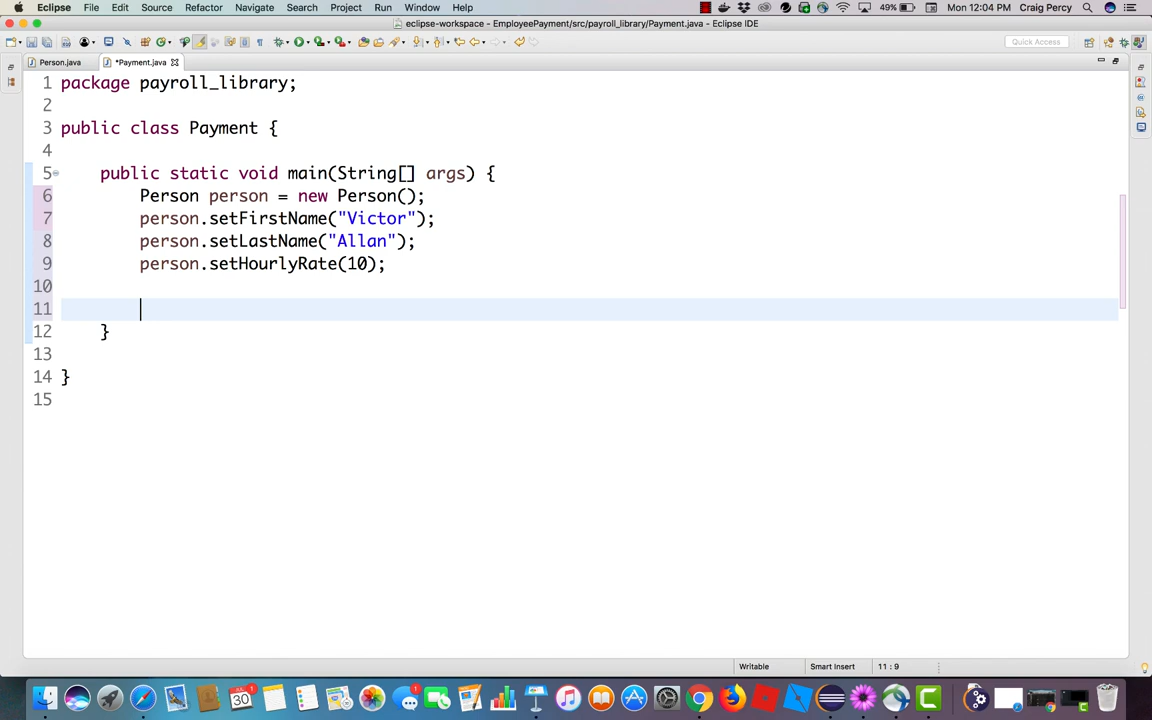 Eclipse File Edit Source Refactor Navigate Search Project Run Window Help 49% Mon 12:04 PM Craig Percy
eclipse-workspace - EmployeePayment/src/payroll_library/Payment.java - Eclipse IDE
Quick Access
Person.java *Payment.java
1 package payroll_library;
2
3 public class Payment {
4
5 public static void main(String[] args) {
6 Person person = new Person();
7 person.setFirstName("Victor");
8 person.setLastName("Allan");
9 person.setHourlyRate(10);
10
11
12 }
13
14 }
15
Writable Smart Insert 11 : 9